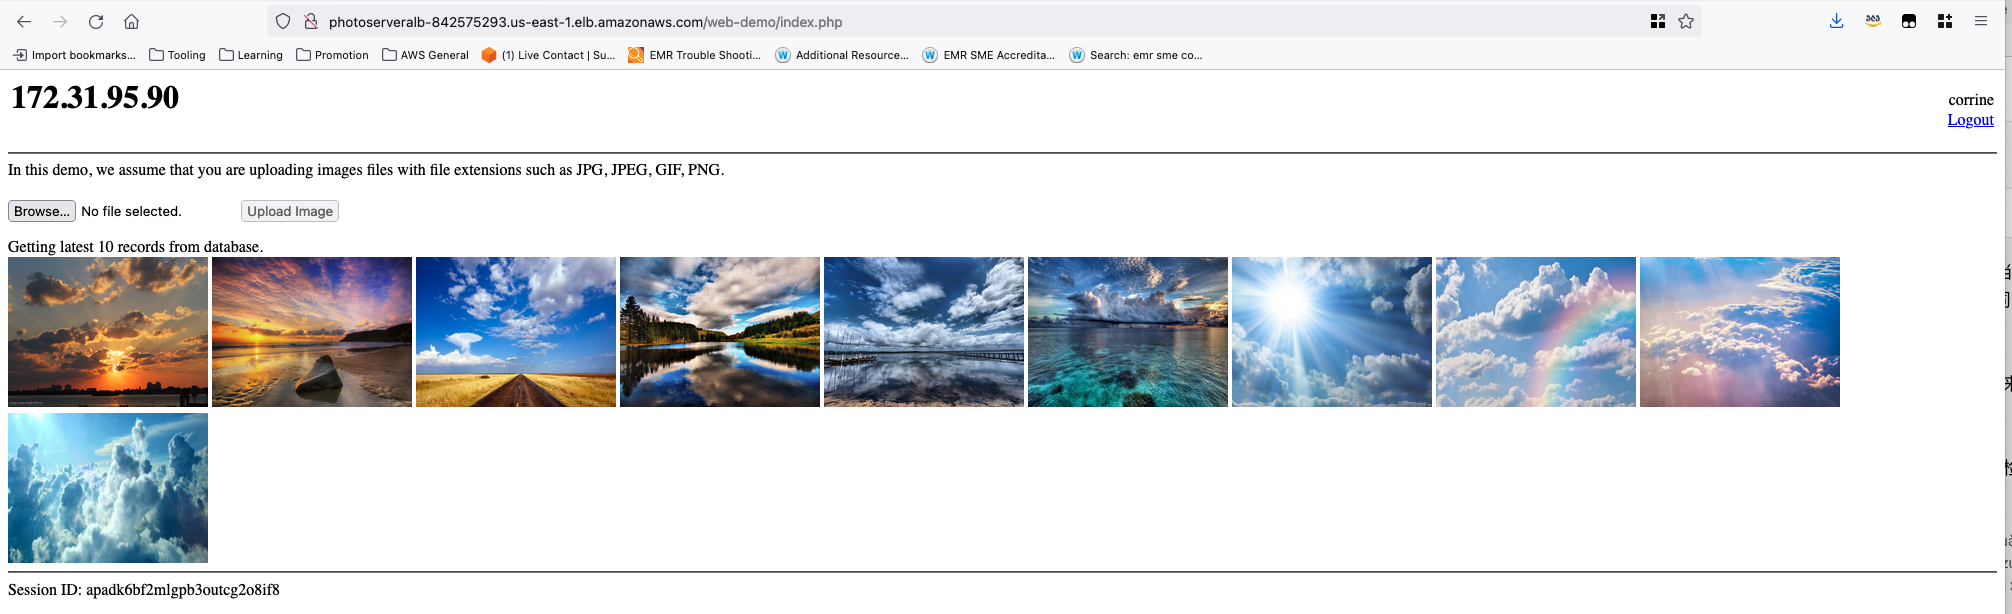 photoserveralb-842575293.us-east-1.elb.amazonaws.com/web-demo/index.php
Import bookmarks... Tooling Learning Promotion AWS General (1) Live Contact | Su... EMR Trouble Shooti... Additional Resource... EMR SME Accredita... Search: emr sme co...
172.31.95.90
corrine
Logout
In this demo, we assume that you are uploading images files with file extensions such as JPG, JPEG, GIF, PNG.
Browse... No file selected. Upload Image
Getting latest 10 records from database.
Session ID: apadk6bf2mlgpb3outcg2o8if8